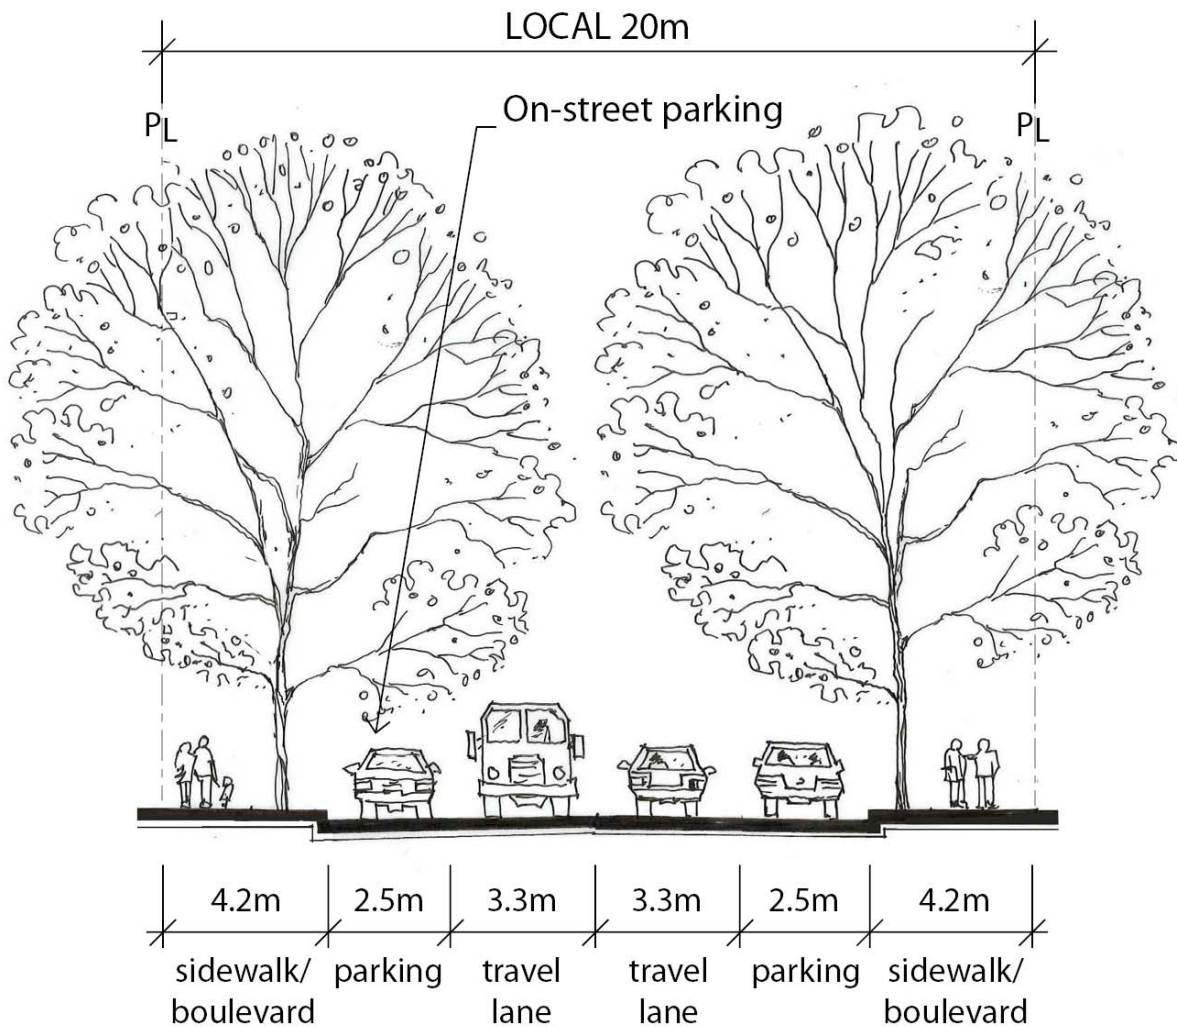 LOCAL 20m
On-street parking
PL
PL
4.2m 2.5m 3.3m 3.3m 2.5m 4.2m
sidewalk/ parking travel travel parking sidewalk/
boulevard lane lane boulevard